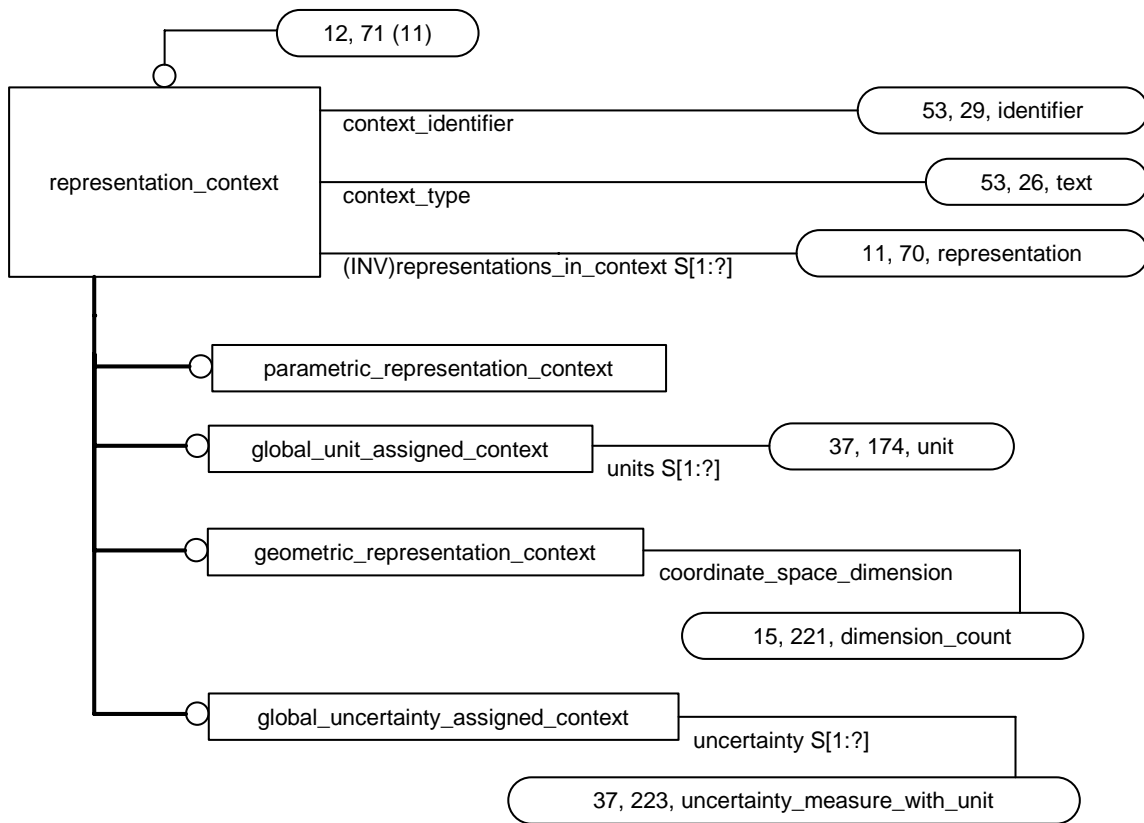 12, 71 (11)
context_identifier
53, 29, identifier
representation_context
context_type
53, 26, text
(INV)representations_in_context S[1:?]
11, 70, representation
parametric_representation_context
global_unit_assigned_context
units S[1:?]
37, 174, unit
geometric_representation_context
coordinate_space_dimension
15, 221, dimension_count
global_uncertainty_assigned_context
uncertainty S[1:?]
37, 223, uncertainty_measure_with_unit